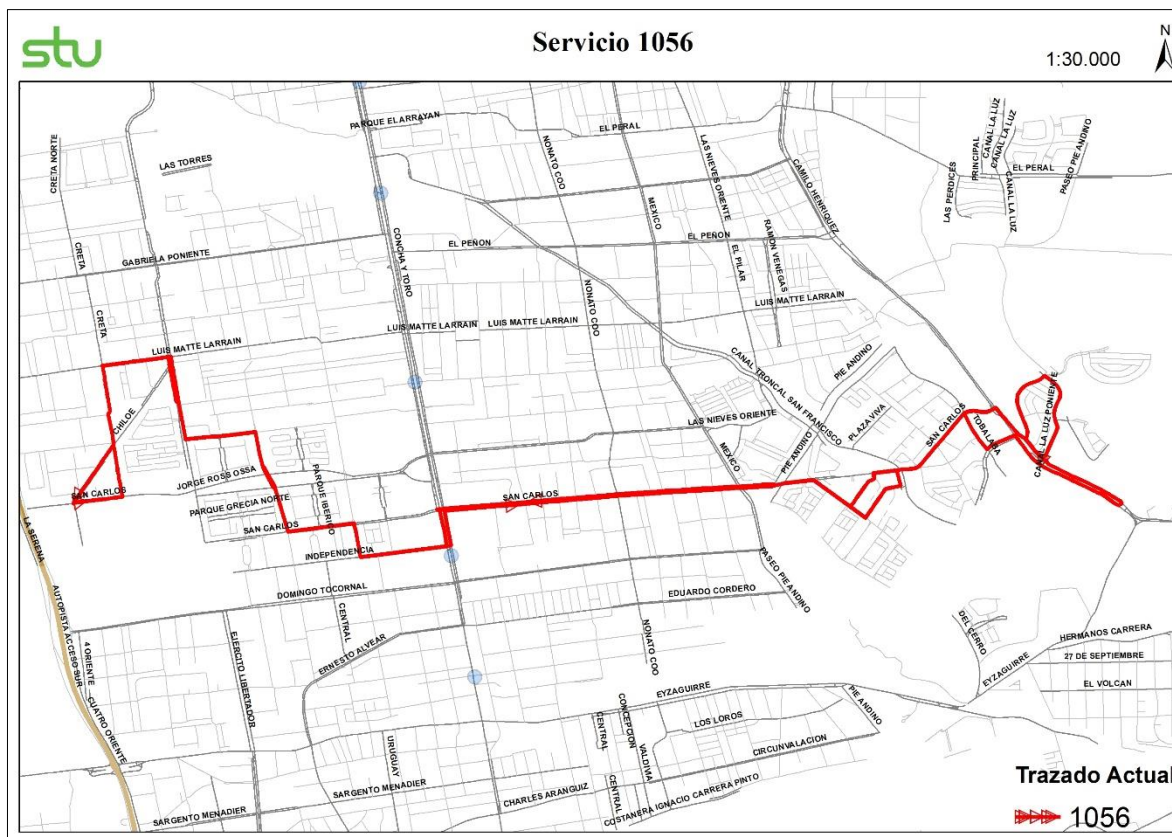 stu
Servicio 1056
1:30.000
N
PARQUE EL ARRAYAN
EL PERAL
CANAL LA LUZ
CANAL LA LUZ
PRINCIPAL
CRETA NORTE
LAS TORRES
NONATO COO
LAS NIEVES ORIENTE
CAMILO HENRIQUEZ
EL PERAL
PASEO PIE ANDINO
LAS PERDICES
CANAL LA LUZ
MEXICO
CRETA
GABRIELA PONIENTE
CONCHA Y TORO
EL PEÑON
EL PEÑON
EL PILAR
RAMON VENEGAS
NONATO COO
LUIS MATTE LARRAIN
CRETA
LUIS MATTE LARRAIN
LUIS MATTE LARRAIN
LUIS MATTE LARRAIN
CANAL TRONCAL SAN FRANCISCO
PIE ANDINO
CANAL LA LUZ PONIENTE
CHILOE
LAS NIEVES ORIENTE
PLAZA VIVA
SAN CARLOS
TOBALABA
MEXICO
PIE ANDINO
JORGE ROSS OSSA
PARQUE IBERICO
SAN CARLOS
PARQUE GRECIA NORTE
SAN CARLOS
SAN CARLOS
LA SERENA
INDEPENDENCIA
PASEO PIE ANDINO
DOMINGO TOCORNAL
EDUARDO CORDERO
AUTOPISTA ACCESO SUR
4 ORIENTE
EJERCITO LIBERTADOR
CENTRAL
ERNESTO ALVEAR
NONATO COO
DEL CERRO
HERMANOS CARRERA
27 DE SEPTIEMBRE
EYZAGUIRRE
EL VOLCAN
EYZAGUIRRE
PIE ANDINO
CUATRO ORIENTE
CONCEPCION
CENTRAL
LOS LOROS
VALDIVIA
URUGUAY
CIRCUNVALACION
SARGENTO MENADIER
CHARLES ARANGUIZ
CENTRAL
COSTANERA IGNACIO CARRERA PINTO
SARGENTO MENADIER
Trazado Actual
1056